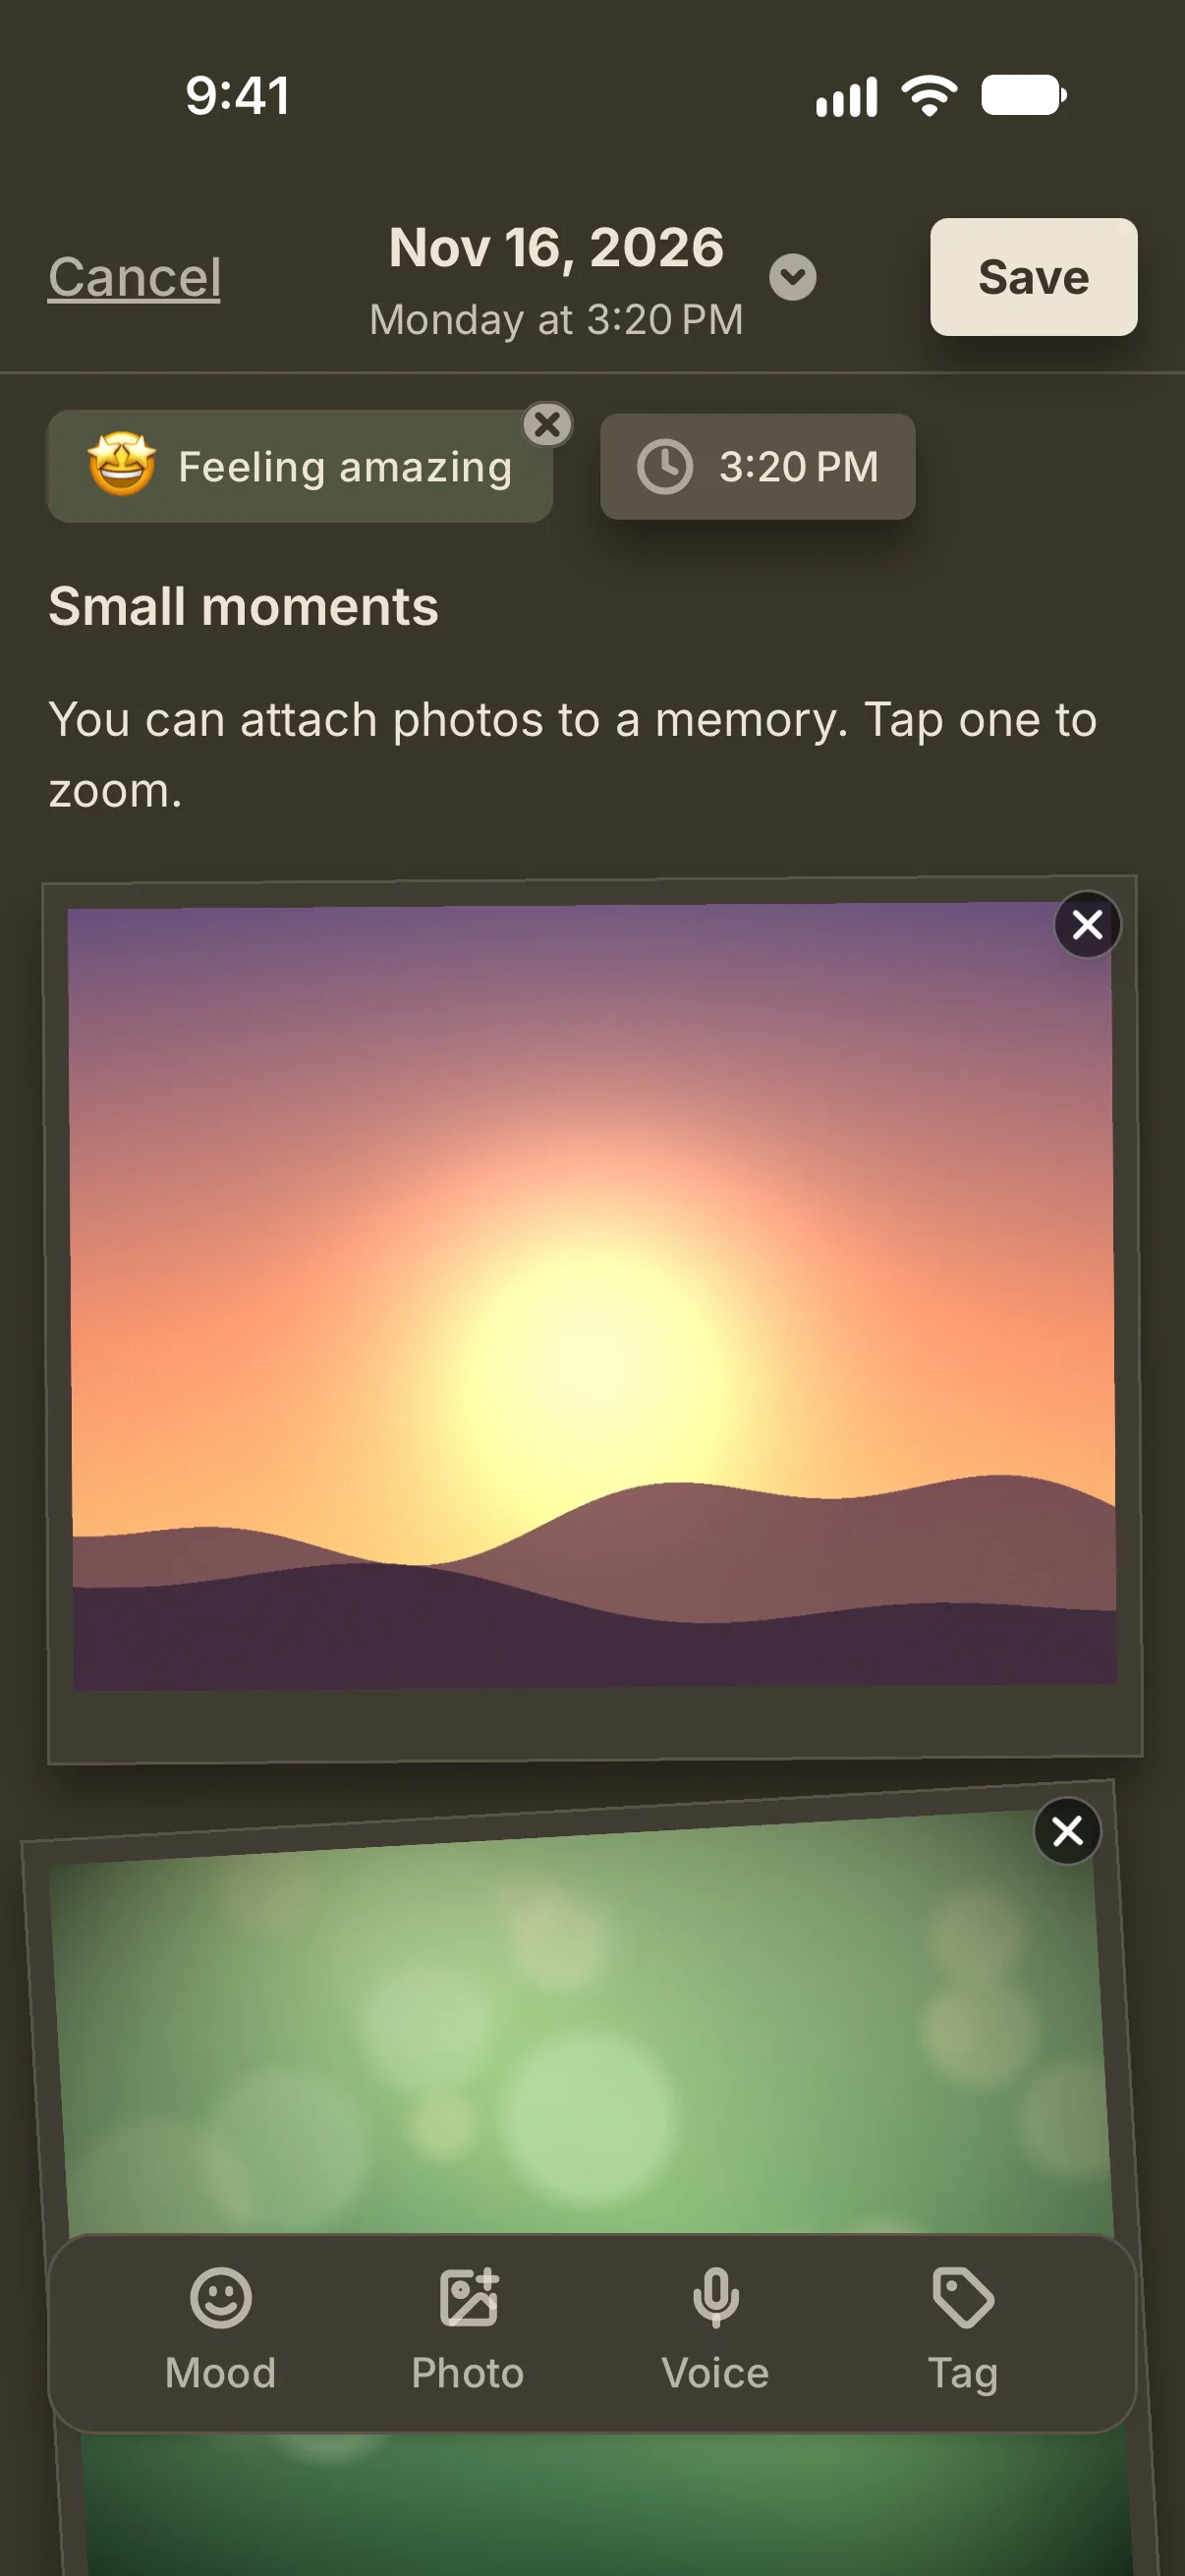 9:41
Cancel
Nov 16, 2026
Monday at 3:20 PM
Save
Feeling amazing
3:20 PM
Small moments
You can attach photos to a memory. Tap one to
zoom.
Mood
Photo
Voice
Tag